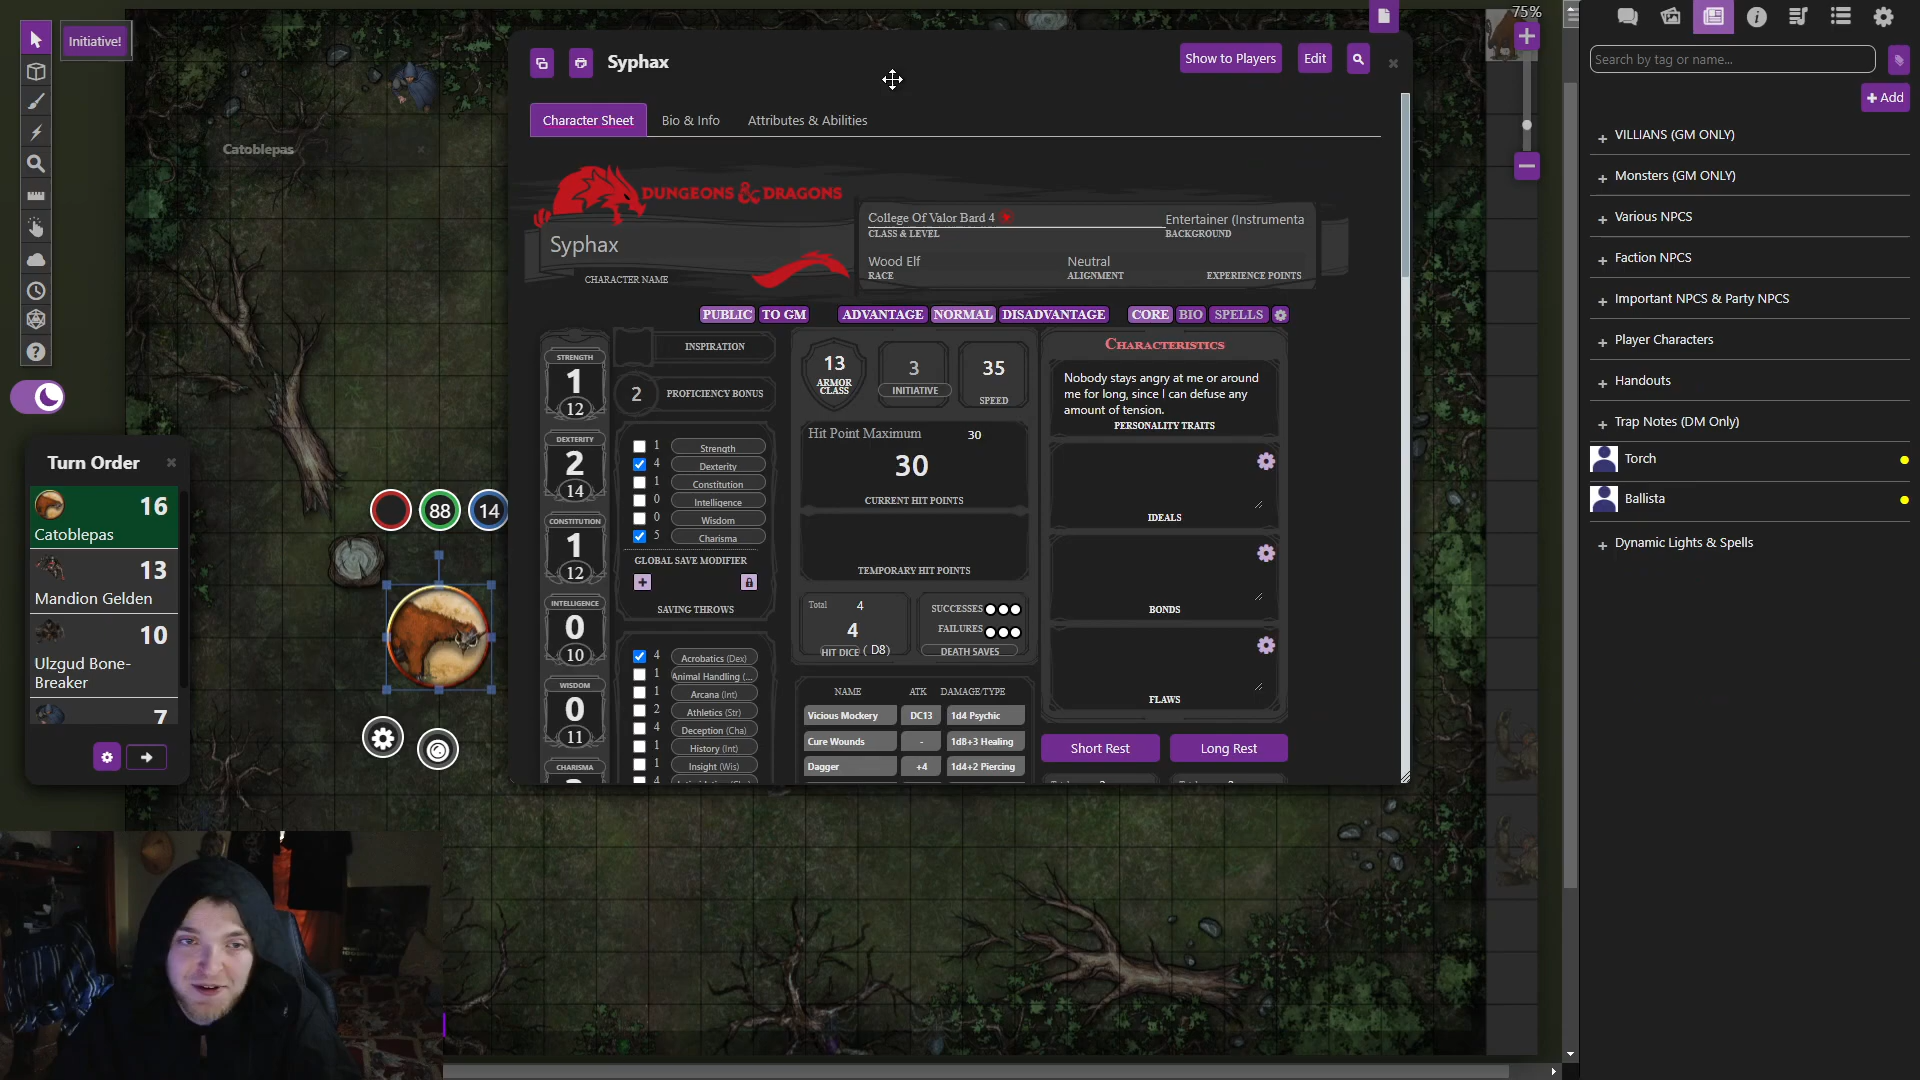 75%
Initiative!
Syphax
Show to Players
Edit
Search by tag or name...
+ Add
Character Sheet
Bio & Info
Attributes & Abilities
Catoblepas
VILLIANS (GM ONLY)
Monsters (GM ONLY)
Various NPCS
Faction NPCS
Important NPCS & Party NPCS
Player Characters
Handouts
Trap Notes (DM Only)
Torch
Ballista
Dynamic Lights & Spells
DUNGEONS & DRAGONS
Syphax
CHARACTER NAME
College Of Valor Bard 4
CLASS & LEVEL
Entertainer (Instrumenta
BACKGROUND
Wood Elf
RACE
Neutral
ALIGNMENT
EXPERIENCE POINTS
PUBLIC TO GM
ADVANTAGE NORMAL DISADVANTAGE
CORE BIO SPELLS
STRENGTH
1
12
DEXTERITY
2
14
CONSTITUTION
1
12
INTELLIGENCE
0
10
WISDOM
0
11
CHARISMA
INSPIRATION
2 PROFICIENCY BONUS
1 Strength
4 Dexterity
1 Constitution
0 Intelligence
0 Wisdom
5 Charisma
GLOBAL SAVE MODIFIER
+
SAVING THROWS
4 Acrobatics (Dex)
1 Animal Handling (...
1 Arcana (Int)
2 Athletics (Str)
4 Deception (Cha)
1 History (Int)
1 Insight (Wis)
4
13
ARMOR
CLASS
3
INITIATIVE
35
SPEED
Hit Point Maximum 30
30
CURRENT HIT POINTS
TEMPORARY HIT POINTS
Total 4
4
HIT DICE ( D8)
SUCCESSES
FAILURES
DEATH SAVES
NAME ATK DAMAGE/TYPE
Vicious Mockery DC13 1d4 Psychic
Cure Wounds - 1d8+3 Healing
Dagger +4 1d4+2 Piercing
CHARACTERISTICS
Nobody stays angry at me or around
me for long, since I can defuse any
amount of tension.
PERSONALITY TRAITS
IDEALS
BONDS
FLAWS
Short Rest
Long Rest
Turn Order
16
Catoblepas
13
Mandion Gelden
10
Ulzgud Bone-
Breaker
7
88
14